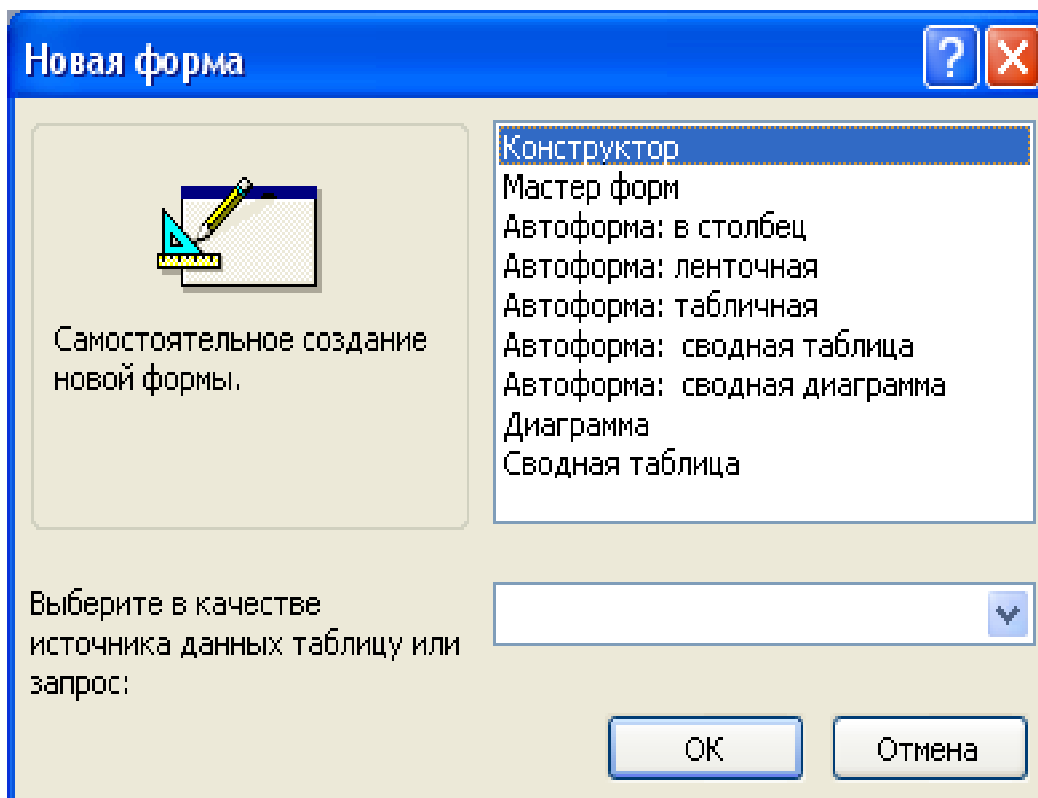 Новая форма
Самостоятельное создание
новой формы.
Конструктор
Мастер форм
Автоформа: в столбец
Автоформа: ленточная
Автоформа: табличная
Автоформа:  сводная таблица
Автоформа:  сводная диаграмма
Диаграмма
Сводная таблица
Выберите в качестве
источника данных таблицу или
запрос:
ОК
Отмена